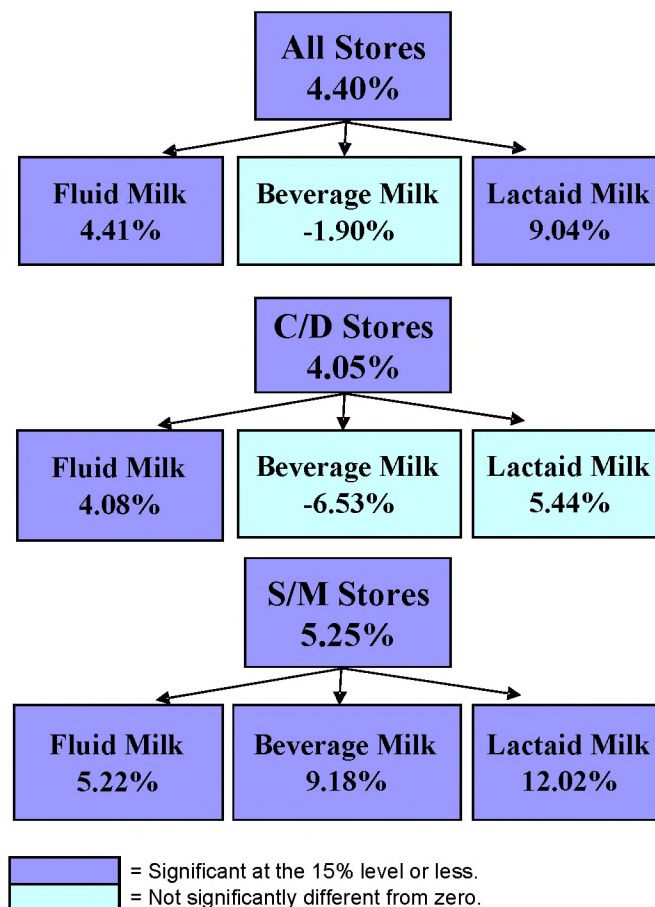 All Stores
4.40%
Fluid Milk
4.41%
Beverage Milk
-1.90%
Lactaid Milk
9.04%
C/D Stores
4.05%
Fluid Milk
4.08%
Beverage Milk
-6.53%
Lactaid Milk
5.44%
S/M Stores
5.25%
Fluid Milk
5.22%
Beverage Milk
9.18%
Lactaid Milk
12.02%
= Significant at the 15% level or less.
= Not significantly different from zero.